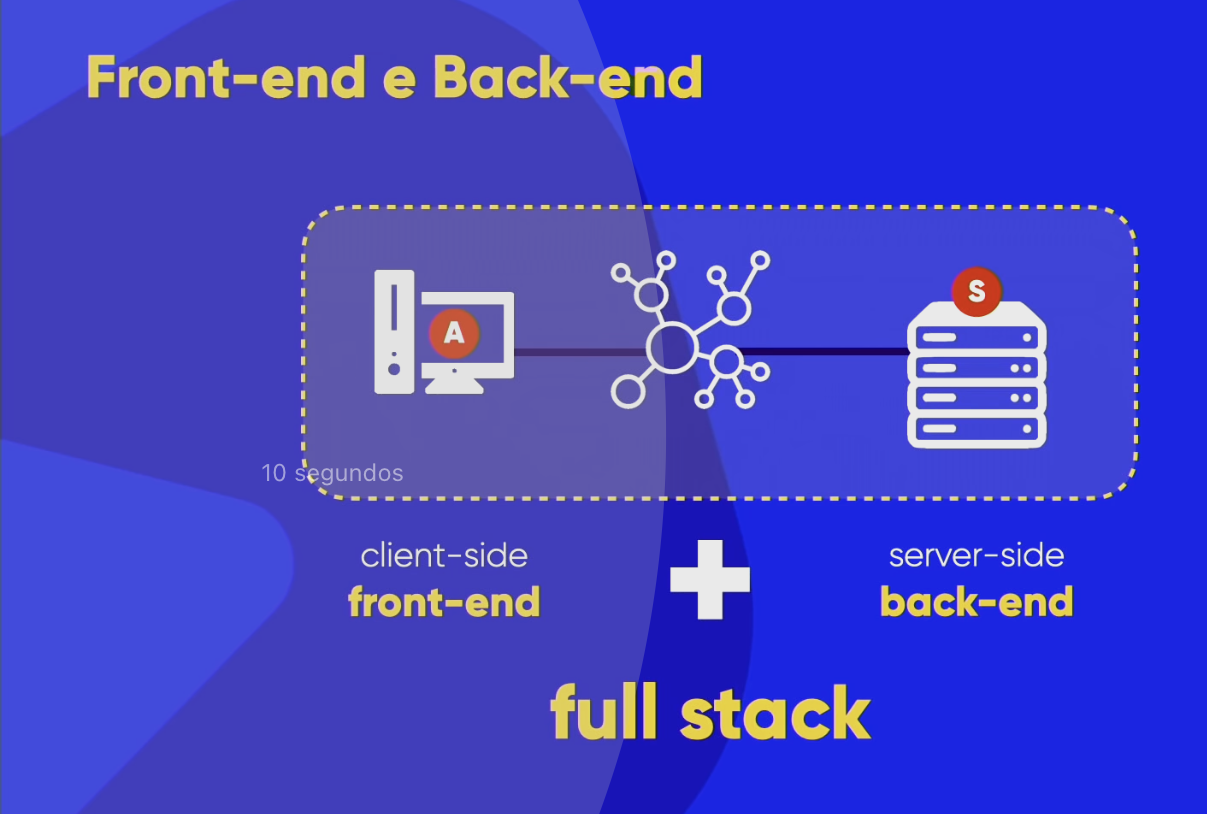 Front-end e Back-end
A
S
10 segundos
client-side
front-end
server-side
back-end
full stack